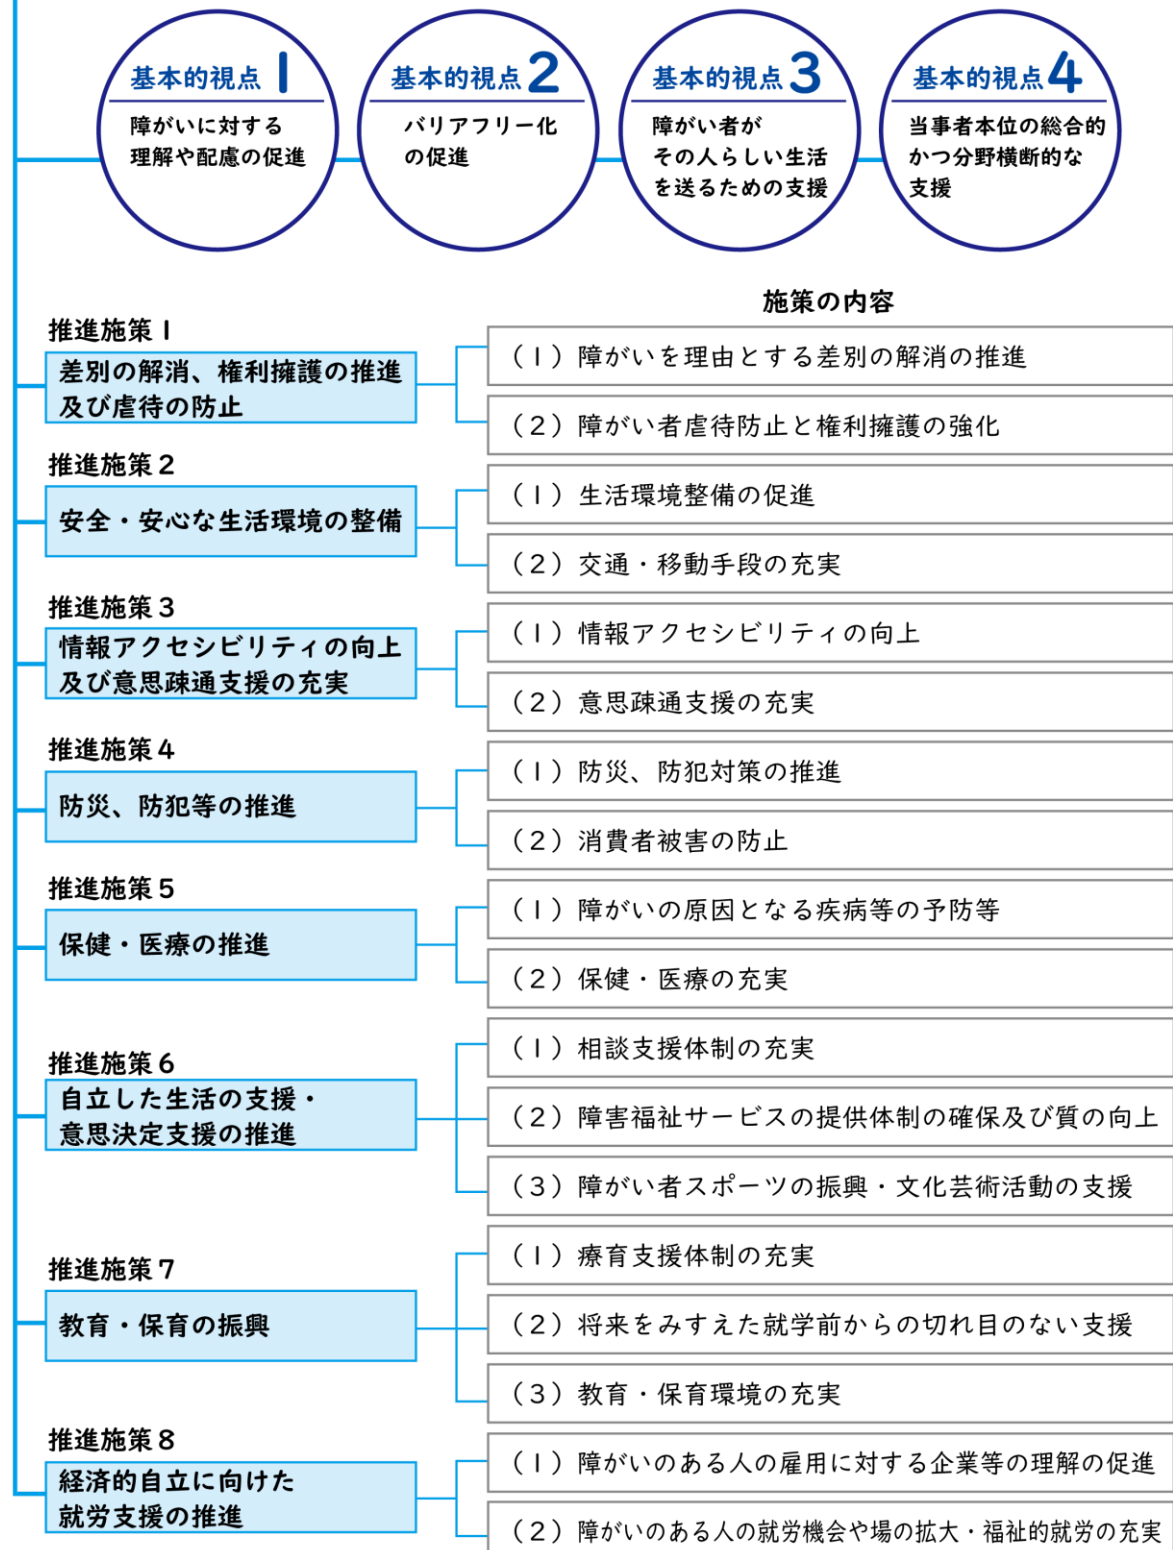 基本的視点1
障がいに対する
理解や配慮の促進
基本的視点2
バリアフリー化
の促進
基本的視点3
障がい者が
その人らしい生活
を送るための支援
基本的視点4
当事者本位の総合的
かつ分野横断的な
支援
施策の内容
推進施策1
差別の解消、権利擁護の推進
及び虐待の防止
(1)障がいを理由とする差別の解消の推進
(2)障がい者虐待防止と権利擁護の強化
推進施策2
安全・安心な生活環境の整備
(1)生活環境整備の促進
(2)交通・移動手段の充実
推進施策3
情報アクセシビリティの向上
及び意思疎通支援の充実
(1)情報アクセシビリティの向上
(2)意思疎通支援の充実
推進施策4
防災、防犯等の推進
(1)防災、防犯対策の推進
(2)消費者被害の防止
推進施策5
保健・医療の推進
(1)障がいの原因となる疾病等の予防等
(2)保健・医療の充実
推進施策6
自立した生活の支援・
意思決定支援の推進
(1)相談支援体制の充実
(2)障害福祉サービスの提供体制の確保及び質の向上
(3)障がい者スポーツの振興・文化芸術活動の支援
推進施策7
教育・保育の振興
(1)療育支援体制の充実
(2)将来をみすえた就学前からの切れ目のない支援
(3)教育・保育環境の充実
推進施策8
経済的自立に向けた
就労支援の推進
(1)障がいのある人の雇用に対する企業等の理解の促進
(2)障がいのある人の就労機会や場の拡大・福祉的就労の充実